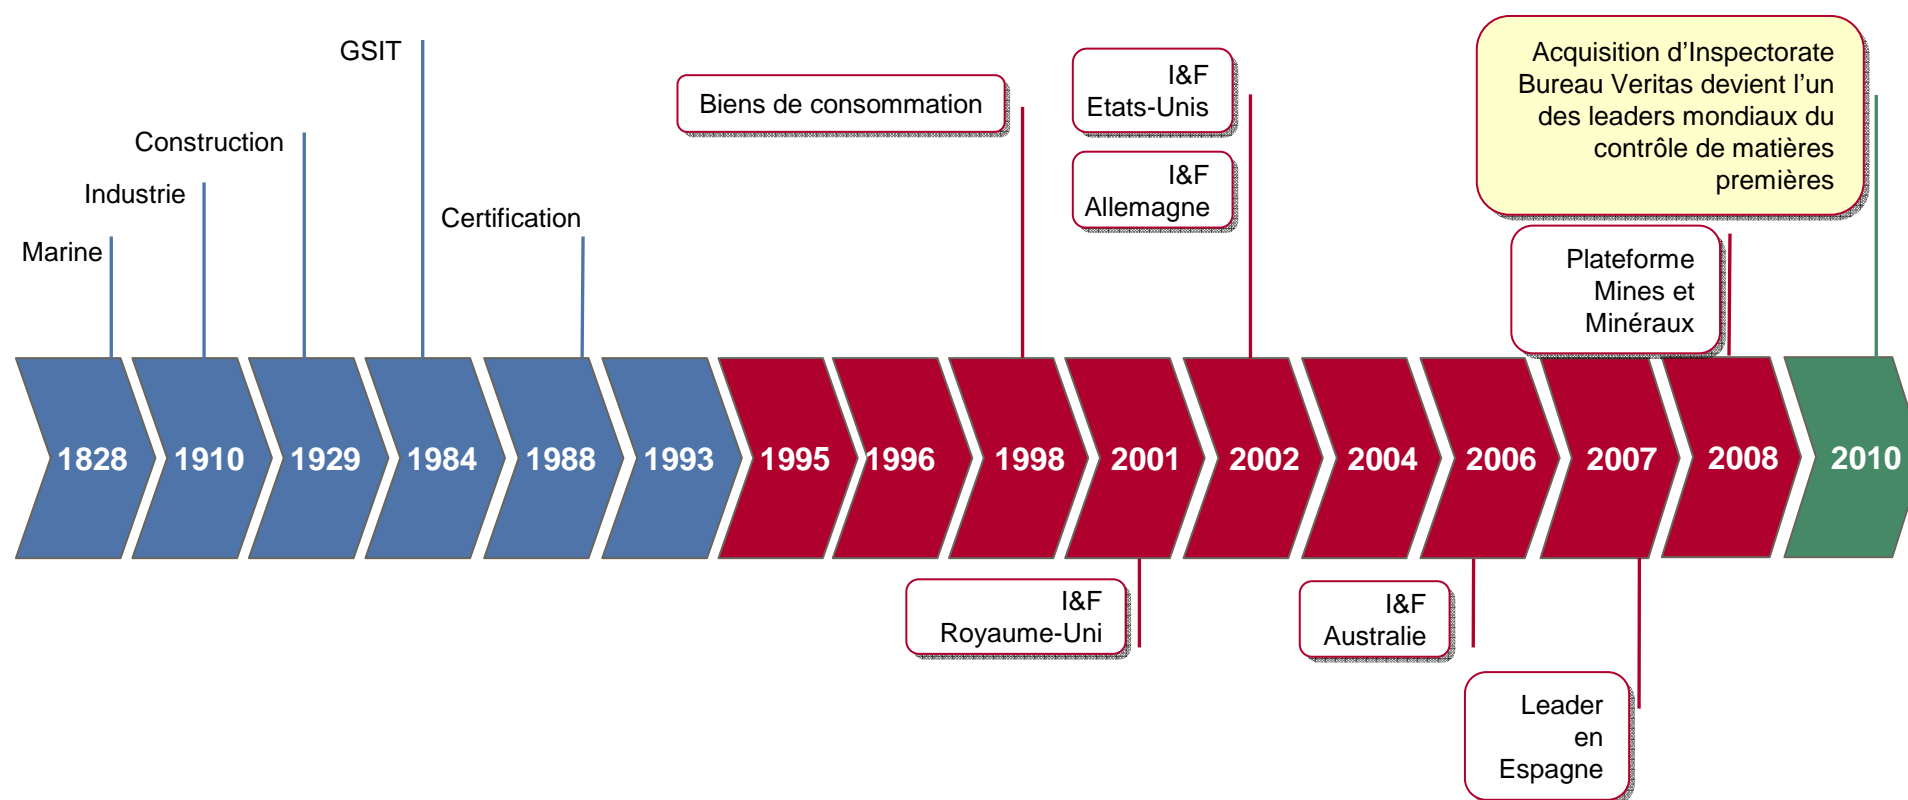 GSIT
Construction
Industrie
Marine
Certification
Biens de consommation
I&F
Etats-Unis
I&F
Allemagne
Acquisition d’Inspectorate
Bureau Veritas devient l’un
des leaders mondiaux du
contrôle de matières
premières
Plateforme
Mines et
Minéraux
1828
1910
1929
1984
1988
1993
1995
1996
1998
2001
2002
2004
2006
2007
2008
2010
I&F
Royaume-Uni
I&F
Australie
Leader
en
Espagne